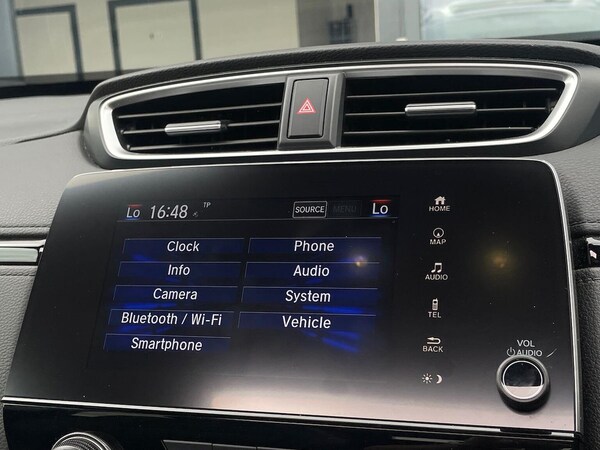 Lo 16:48 TP SOURCE MENU Lo
Clock Phone
Info Audio
Camera System
Bluetooth / Wi-Fi Vehicle
Smartphone
HOME
MAP
AUDIO
TEL
BACK
VOL
AUDIO